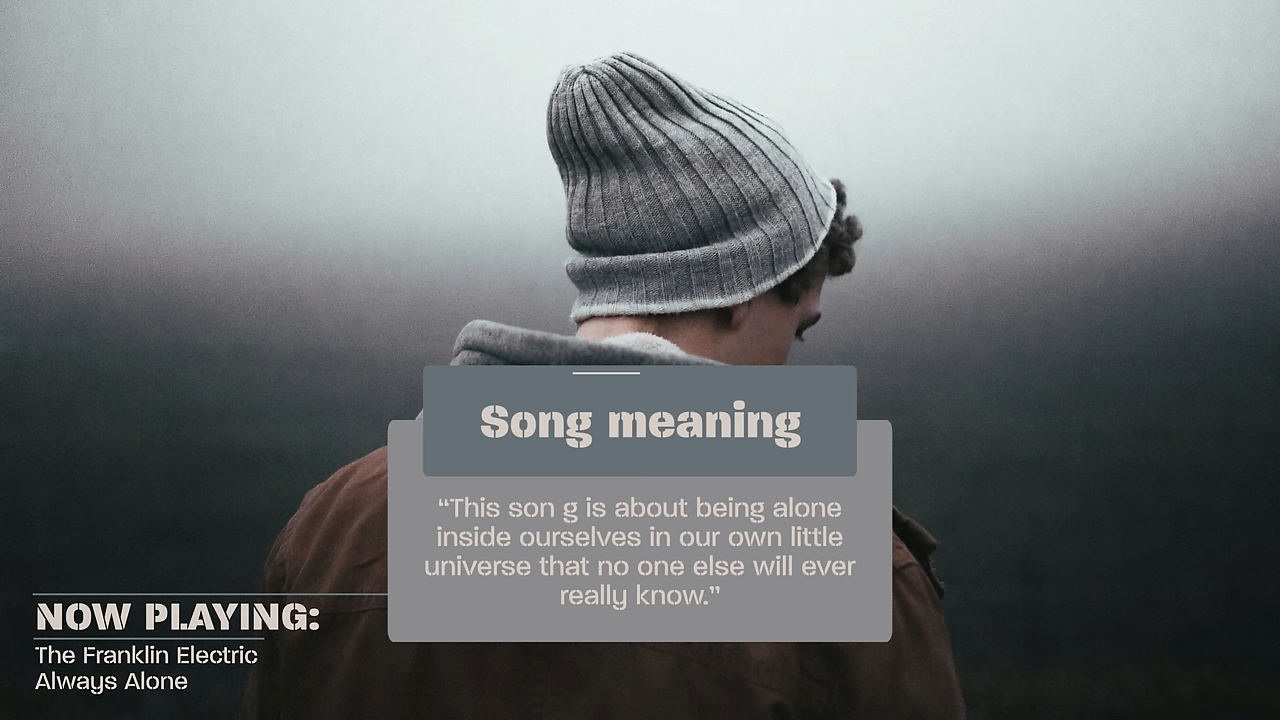 Song meaning
“This son g is about being alone
inside ourselves in our own little
universe that no one else will ever
really know.”
NOW PLAYING:
The Franklin Electric
Always Alone